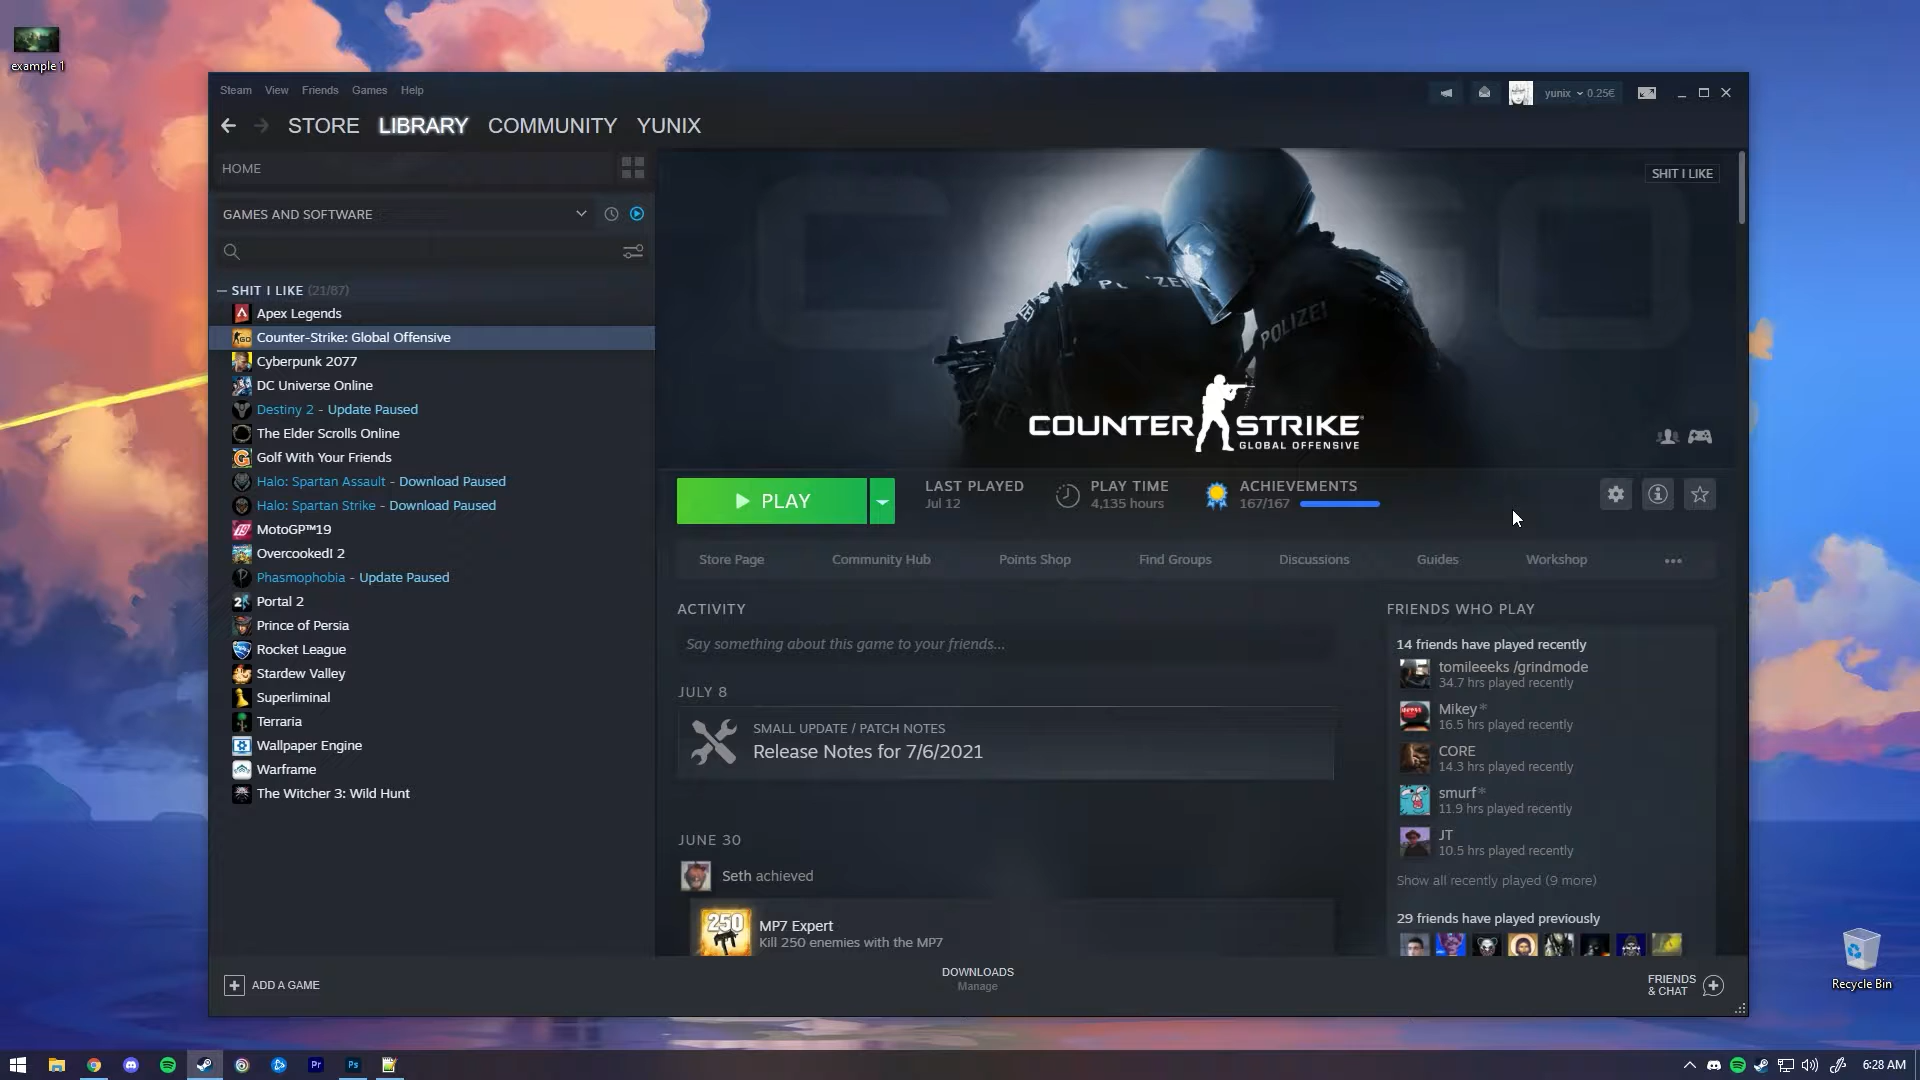 example 1
Steam View Friends Games Help
yunix 0.25€
STORE LIBRARY COMMUNITY YUNIX
HOME
GAMES AND SOFTWARE
SHIT I LIKE (21/87)
Apex Legends
Counter-Strike: Global Offensive
Cyberpunk 2077
DC Universe Online
Destiny 2 - Update Paused
The Elder Scrolls Online
Golf With Your Friends
Halo: Spartan Assault - Download Paused
Halo: Spartan Strike - Download Paused
MotoGP™19
Overcooked! 2
Phasmophobia - Update Paused
Portal 2
Prince of Persia
Rocket League
Stardew Valley
Superliminal
Terraria
Wallpaper Engine
Warframe
The Witcher 3: Wild Hunt
ADD A GAME
SHIT I LIKE
POLIZEI
COUNTER STRIKE
GLOBAL OFFENSIVE
PLAY
LAST PLAYED
Jul 12
PLAY TIME
4,135 hours
ACHIEVEMENTS
167/167
Store Page Community Hub Points Shop Find Groups Discussions Guides Workshop
ACTIVITY
Say something about this game to your friends...
JULY 8
SMALL UPDATE / PATCH NOTES
Release Notes for 7/6/2021
JUNE 30
Seth achieved
250
MP7 Expert
Kill 250 enemies with the MP7
FRIENDS WHO PLAY
14 friends have played recently
tomileeeks /grindmode
34.7 hrs played recently
Mikey*
16.5 hrs played recently
CORE
14.3 hrs played recently
smurf*
11.9 hrs played recently
JT
10.5 hrs played recently
Show all recently played (9 more)
29 friends have played previously
DOWNLOADS
Manage
FRIENDS
& CHAT
Recycle Bin
Pr
Ps
6:28 AM